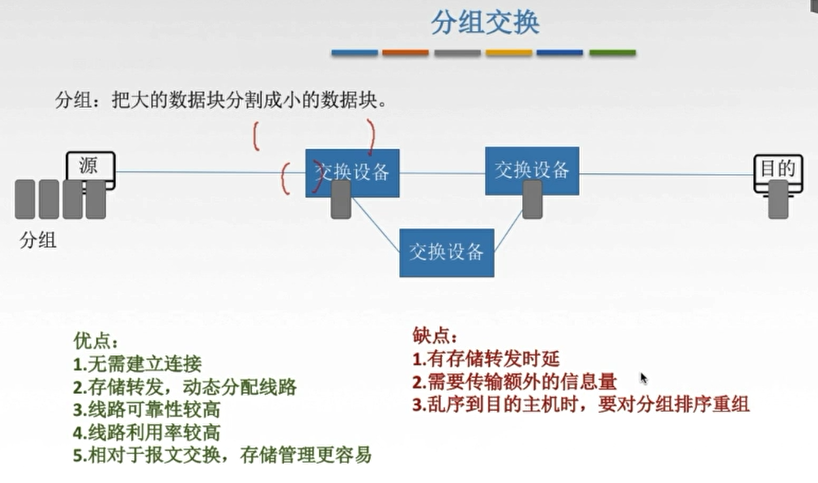 分组交换
分组：把大的数据块分割成小的数据块。
源
交换设备
交换设备
目的
分组
交换设备
优点：
1.无需建立连接
2.存储转发，动态分配线路
3.线路可靠性较高
4.线路利用率较高
5.相对于报文交换，存储管理更容易
缺点：
1.有存储转发时延
2.需要传输额外的信息量
3.乱序到目的主机时，要对分组排序重组